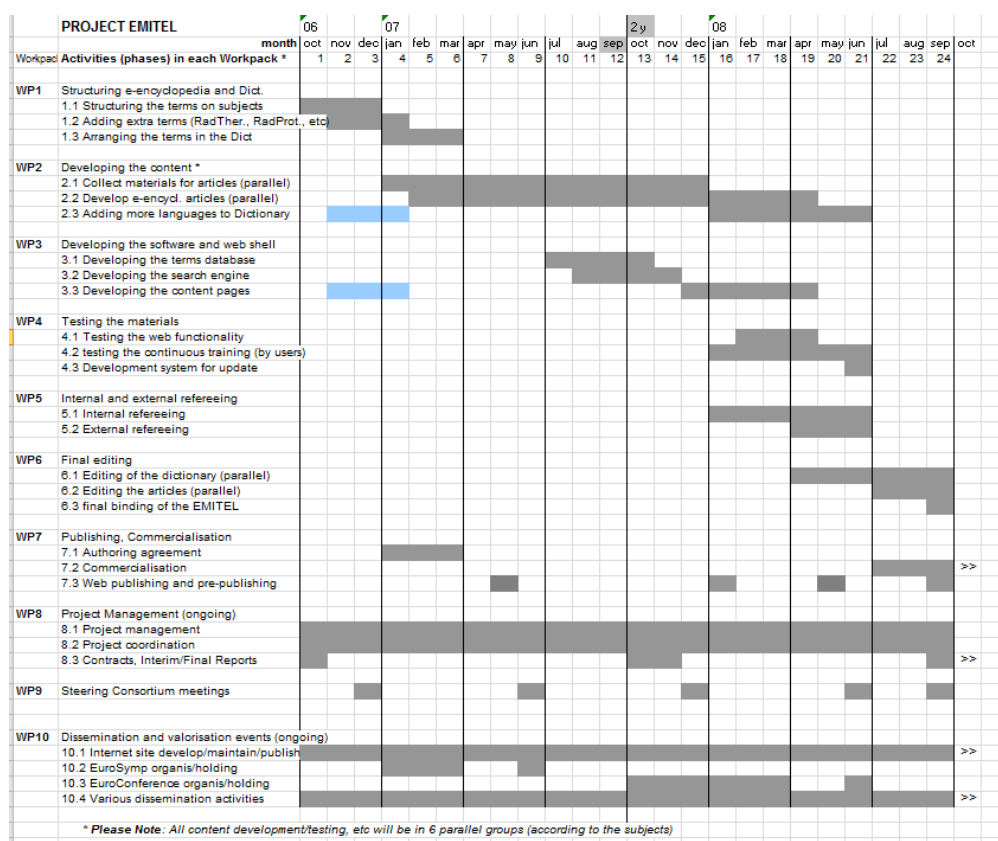 PROJECT EMITEL 06 07 2 y 08
month oct nov dec jan feb mar apr may jun jul aug sep oct nov dec jan feb mar apr may jun jul aug sep oct
Workpac Activities (phases) in each Workpack * 1 2 3 4 5 6 7 8 9 10 11 12 13 14 15 16 17 18 19 20 21 22 23 24
WP1 Structuring e-encyclopedia and Dict.
1.1 Structuring the terms on subjects
1.2 Adding extra terms (RadTher., RadProt., etc)
1.3 Arranging the terms in the Dict
WP2 Developing the content *
2.1 Collect materials for articles (parallel)
2.2 Develop e-encycl. articles (parallel)
2.3 Adding more languages to Dictionary
WP3 Developing the software and web shell
3.1 Developing the terms database
3.2 Developing the search engine
3.3 Developing the content pages
WP4 Testing the materials
4.1 Testing the web functionality
4.2 testing the continuous training (by users)
4.3 Development system for update
WP5 Internal and external refereeing
5.1 Internal refereeing
5.2 External refereeing
WP6 Final editing
6.1 Editing of the dictionary (parallel)
6.2 Editing the articles (parallel)
6.3 final binding of the EMITEL
WP7 Publishing, Commercialisation
7.1 Authoring agreement
7.2 Commercialisation >>
7.3 Web publishing and pre-publishing
WP8 Project Management (ongoing)
8.1 Project management
8.2 Project coordination
8.3 Contracts, Interim/Final Reports >>
WP9 Steering Consortium meetings
WP10 Dissemination and valorisation events (ongoing)
10.1 Internet site develop/maintain/publish >>
10.2 EuroSymp organis/holding
10.3 EuroConference organis/holding
10.4 Various dissemination activities >>
* Please Note: All content development/testing, etc will be in 6 parallel groups (according to the subjects)